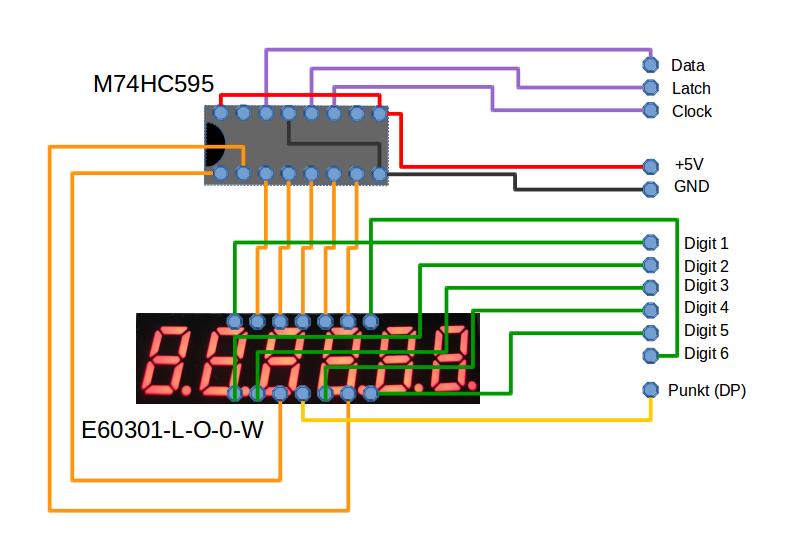 M74HC595
Data
Latch
Clock
+5V
GND
Digit 1
Digit 2
Digit 3
Digit 4
Digit 5
Digit 6
Punkt (DP)
E60301-L-O-0-W